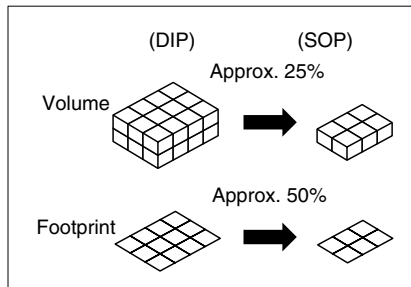 (DIP) (SOP)
Approx. 25%
Volume
Approx. 50%
Footprint